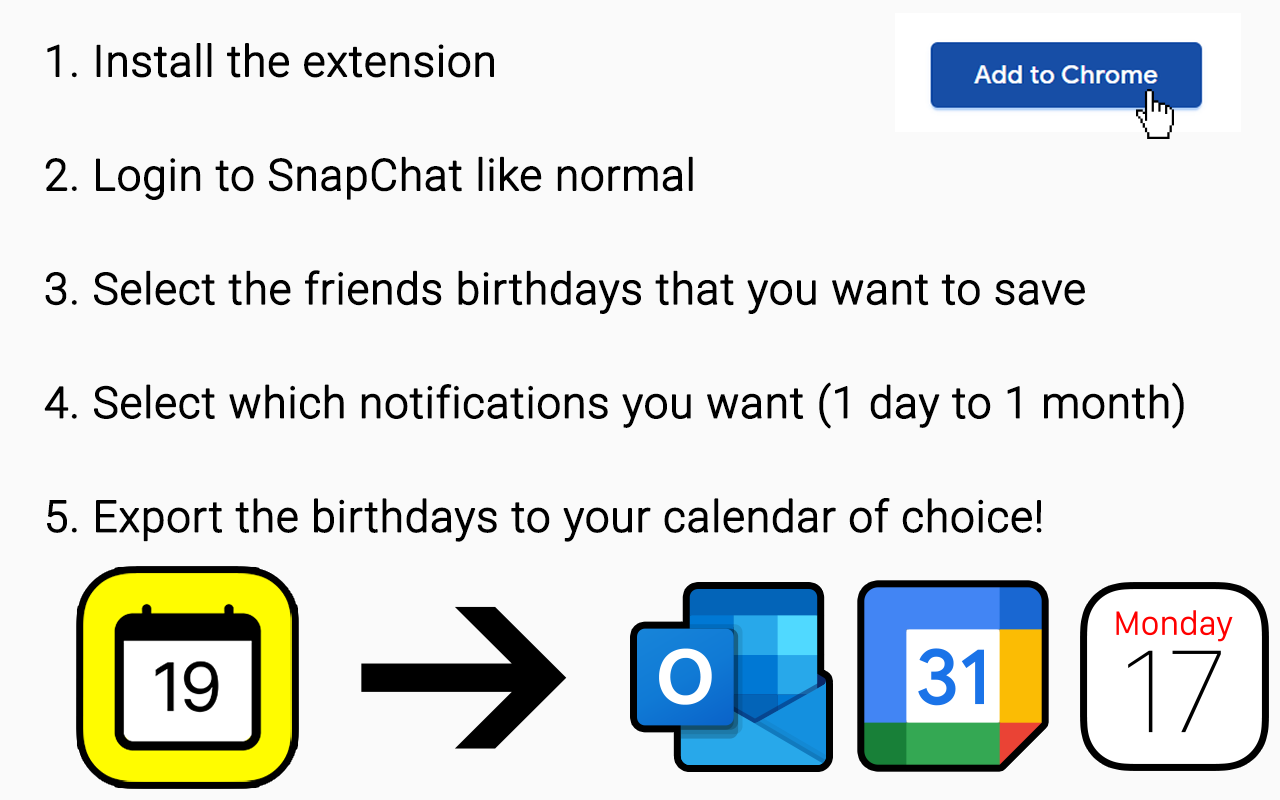 1. Install the extension
Add to Chrome
2. Login to SnapChat like normal
3. Select the friends birthdays that you want to save
4. Select which notifications you want (1 day to 1 month)
5. Export the birthdays to your calendar of choice!
19
O
31
Monday
17